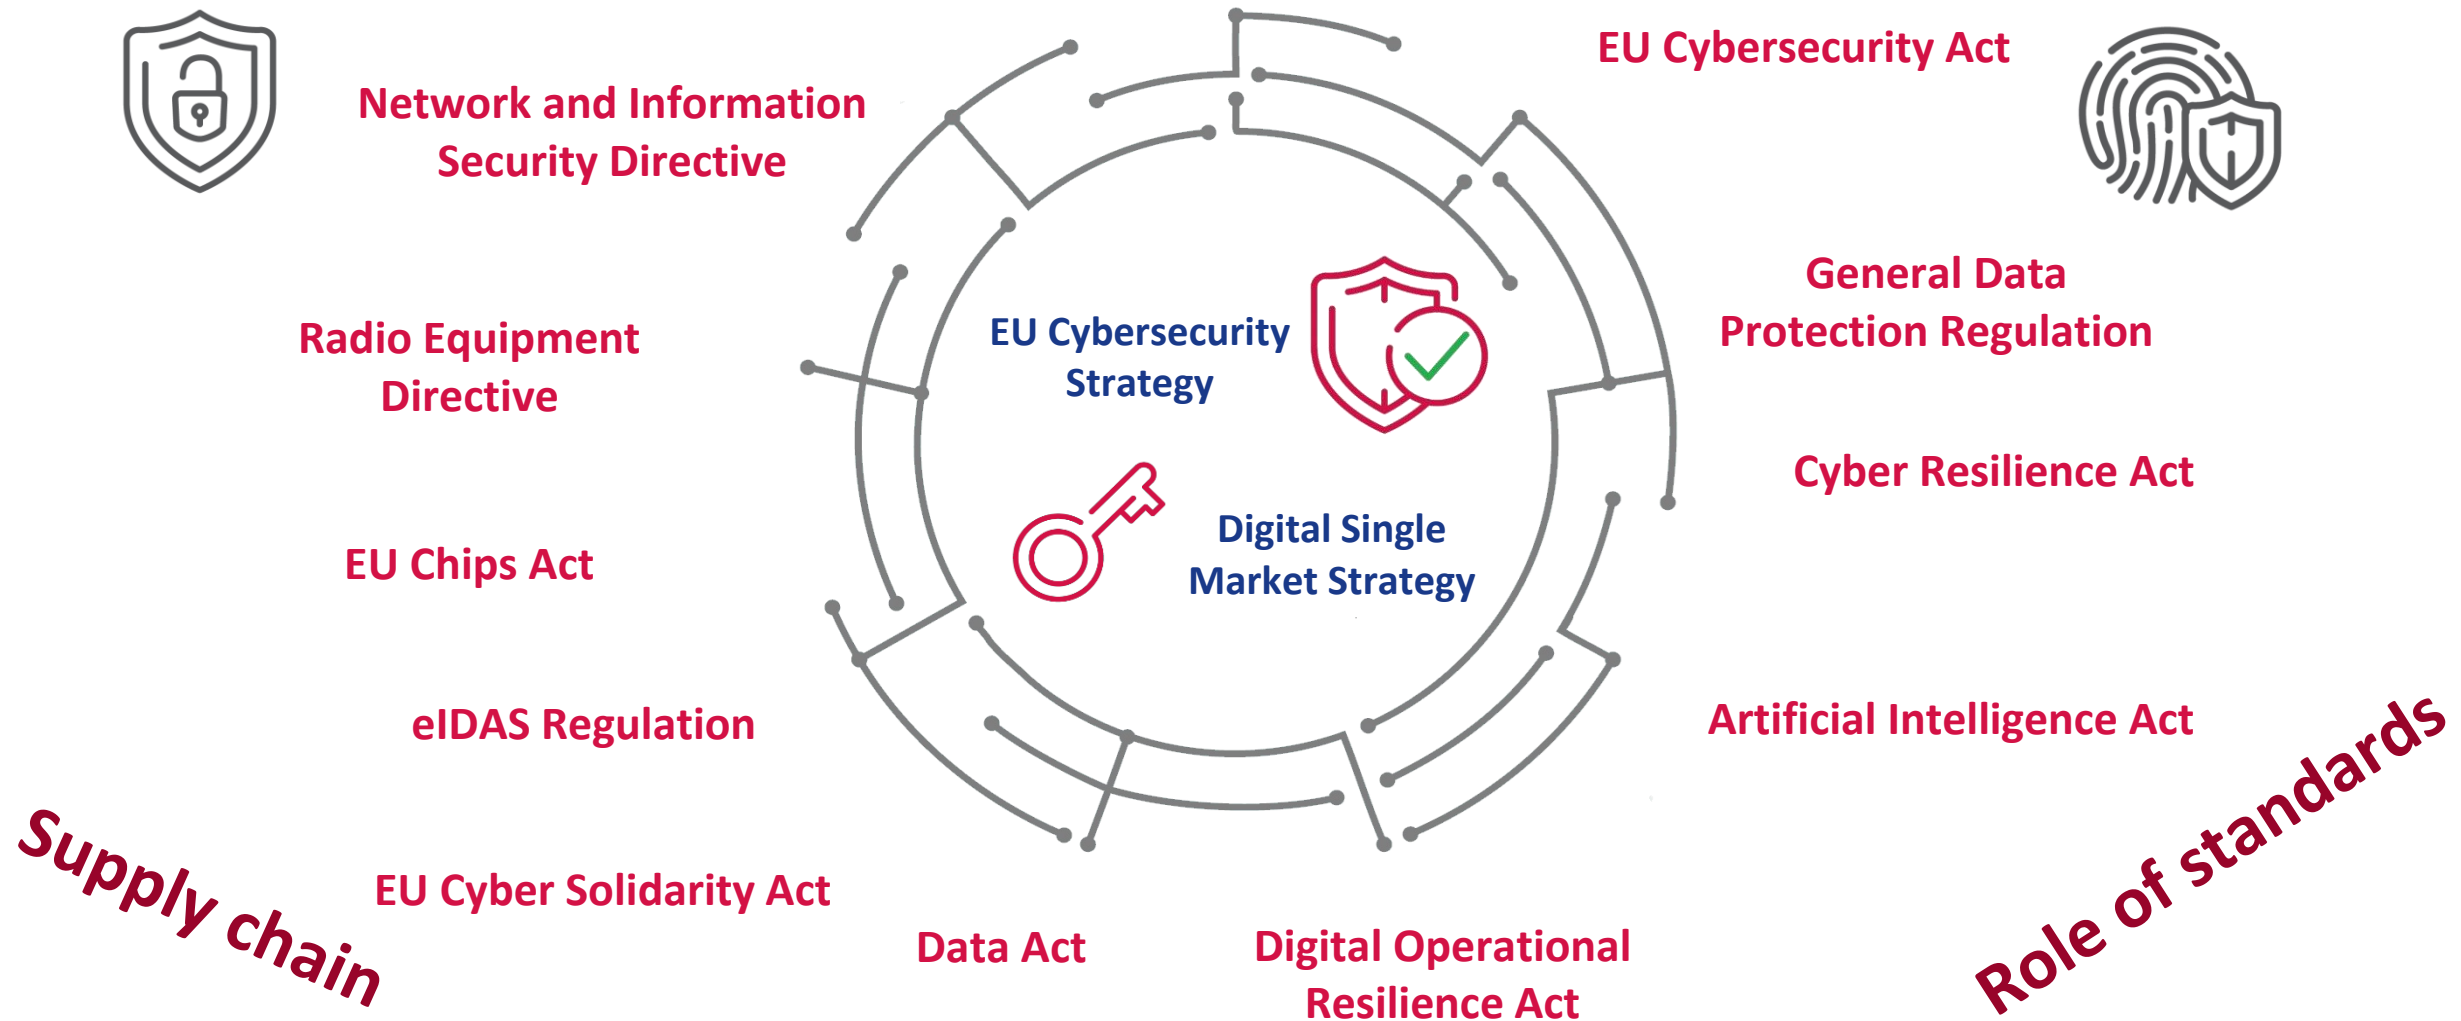 EU Cybersecurity Act
Network and Information
Security Directive
General Data
Protection Regulation
Radio Equipment
Directive
EU Cybersecurity
Strategy
Cyber Resilience Act
Digital Single
Market Strategy
EU Chips Act
eIDAS Regulation
Artificial Intelligence Act
Supply chain
Role of standards
EU Cyber Solidarity Act
Data Act
Digital Operational
Resilience Act